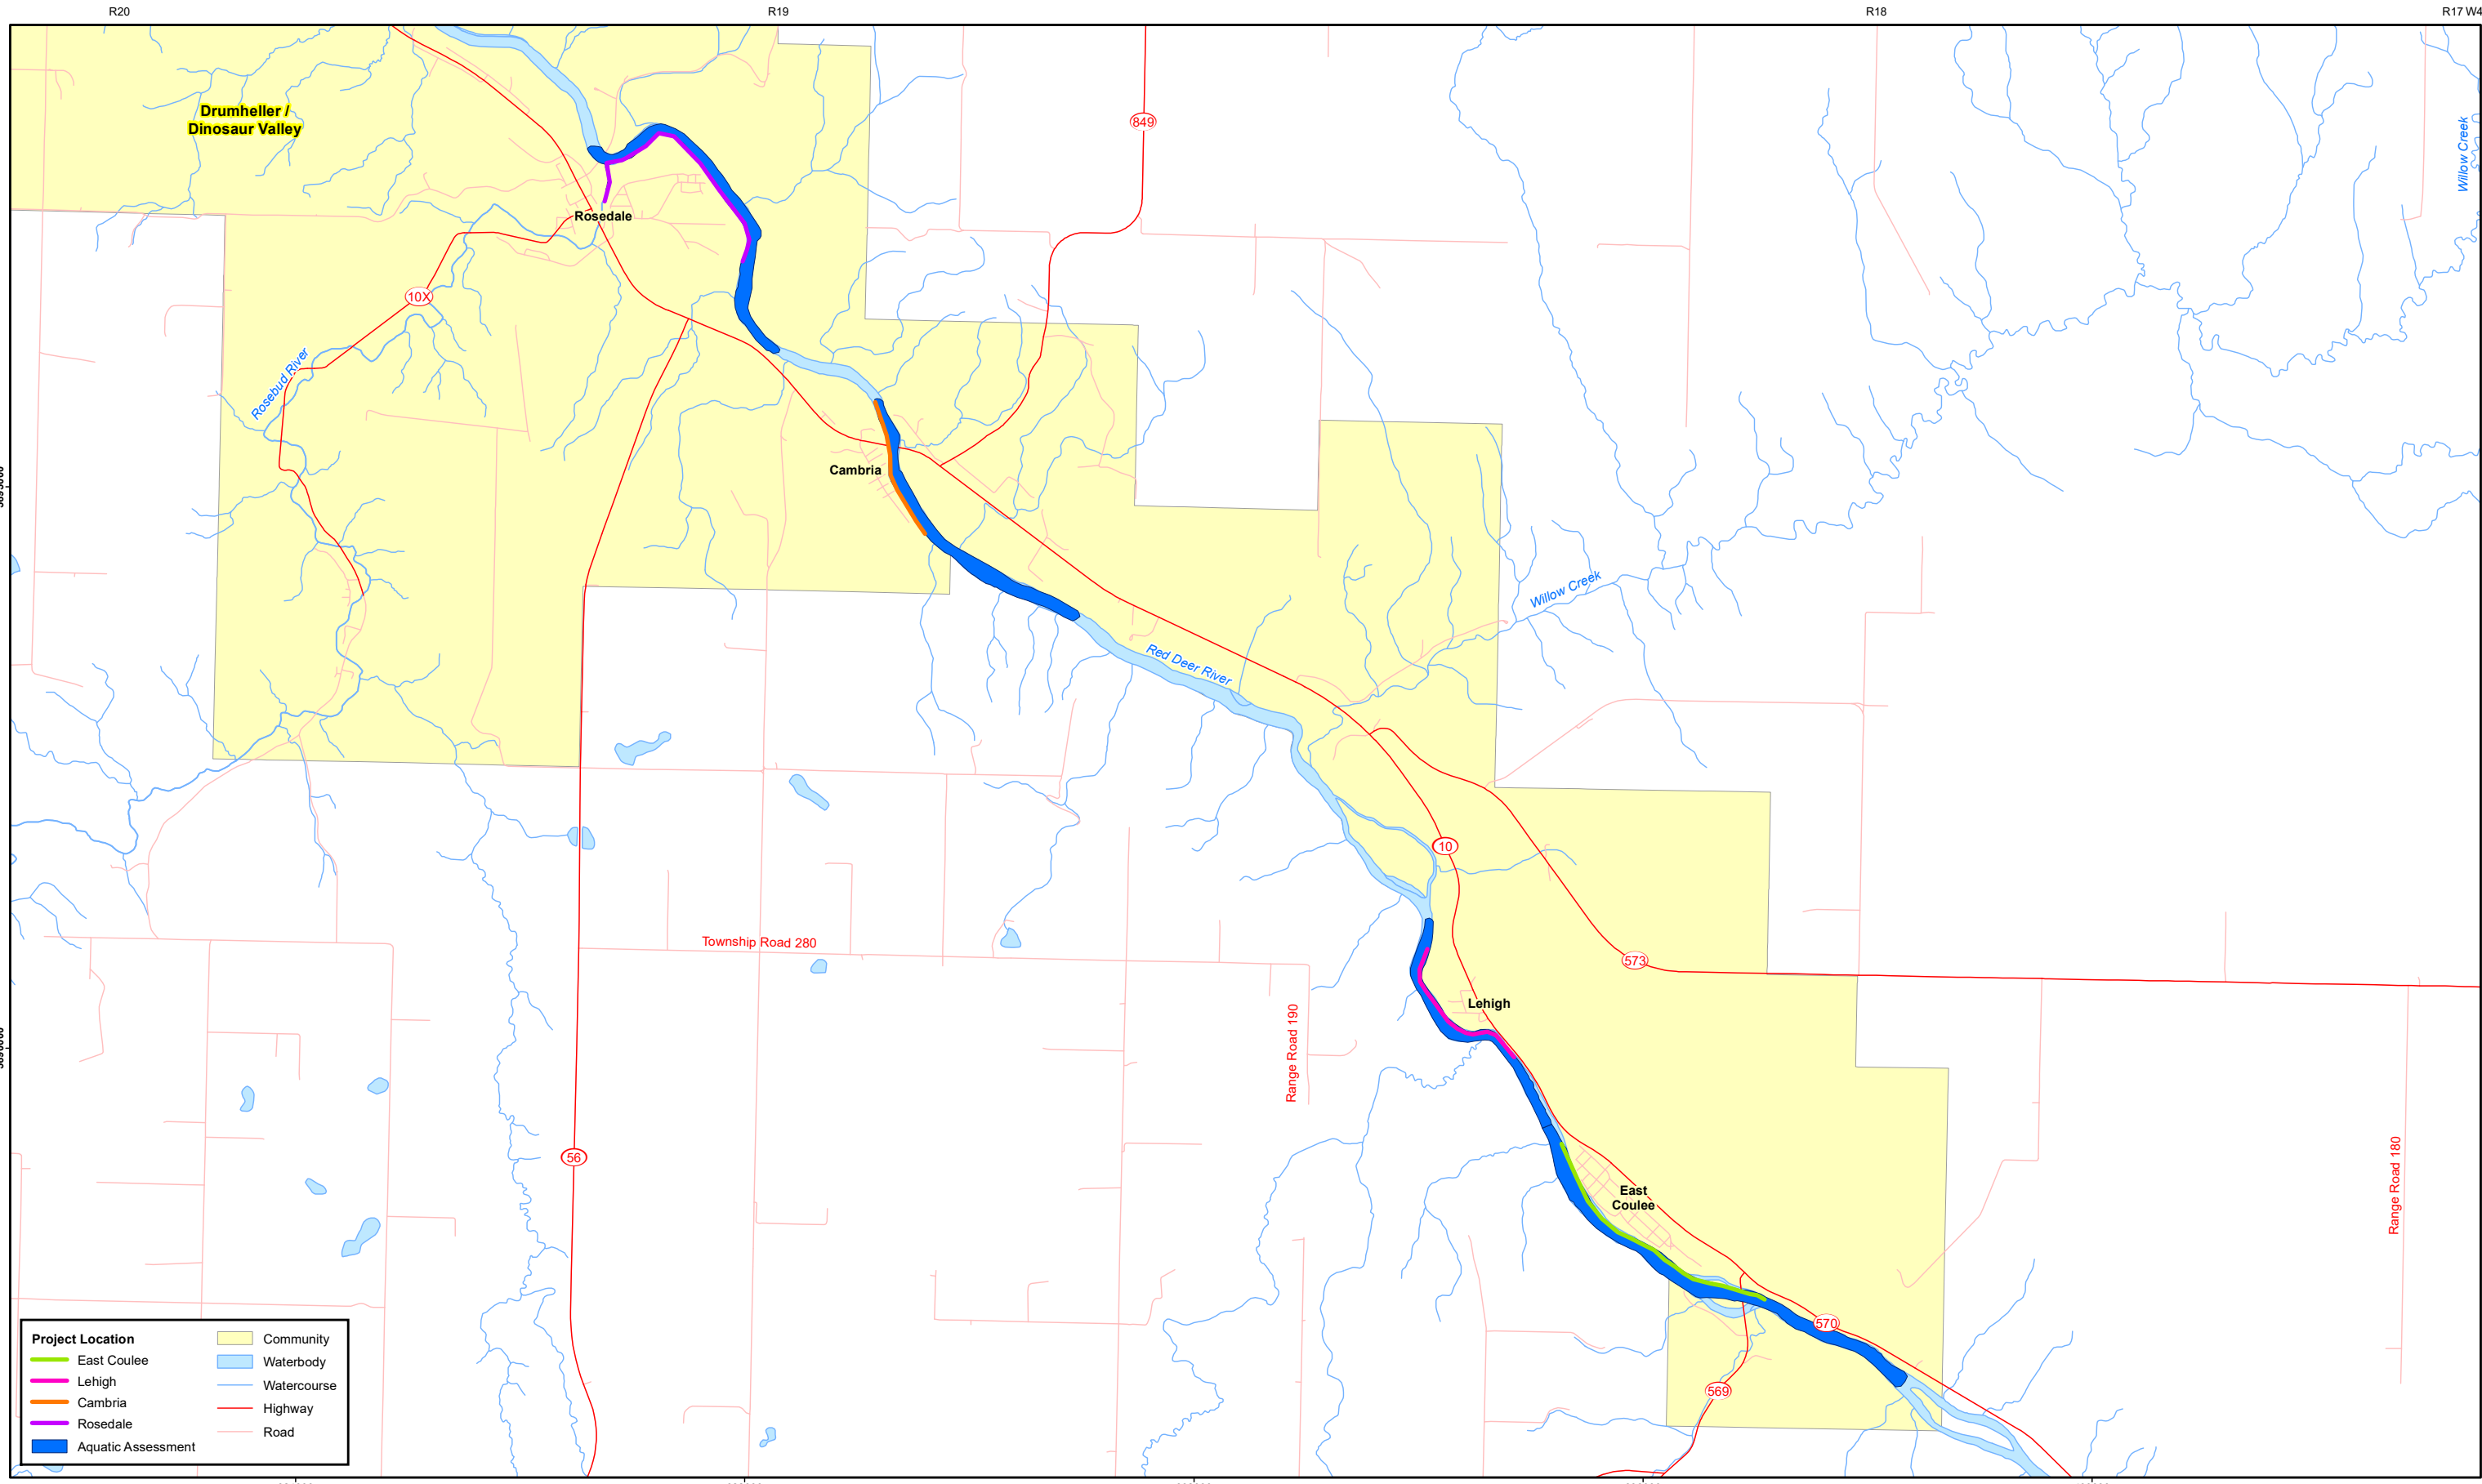 R20
R19
R18
R17 W4
Drumheller /
Dinosaur Valley
849
Willow Creek
Rosedale
10X
Rosebud River
Cambria
Willow Creek
Red Deer River
10
Township Road 280
573
Lehigh
Range Road 190
56
East
Coulee
Range Road 180
570
569
Project Location
East Coulee
Lehigh
Cambria
Rosedale
Aquatic Assessment
Community
Waterbody
Watercourse
Highway
Road